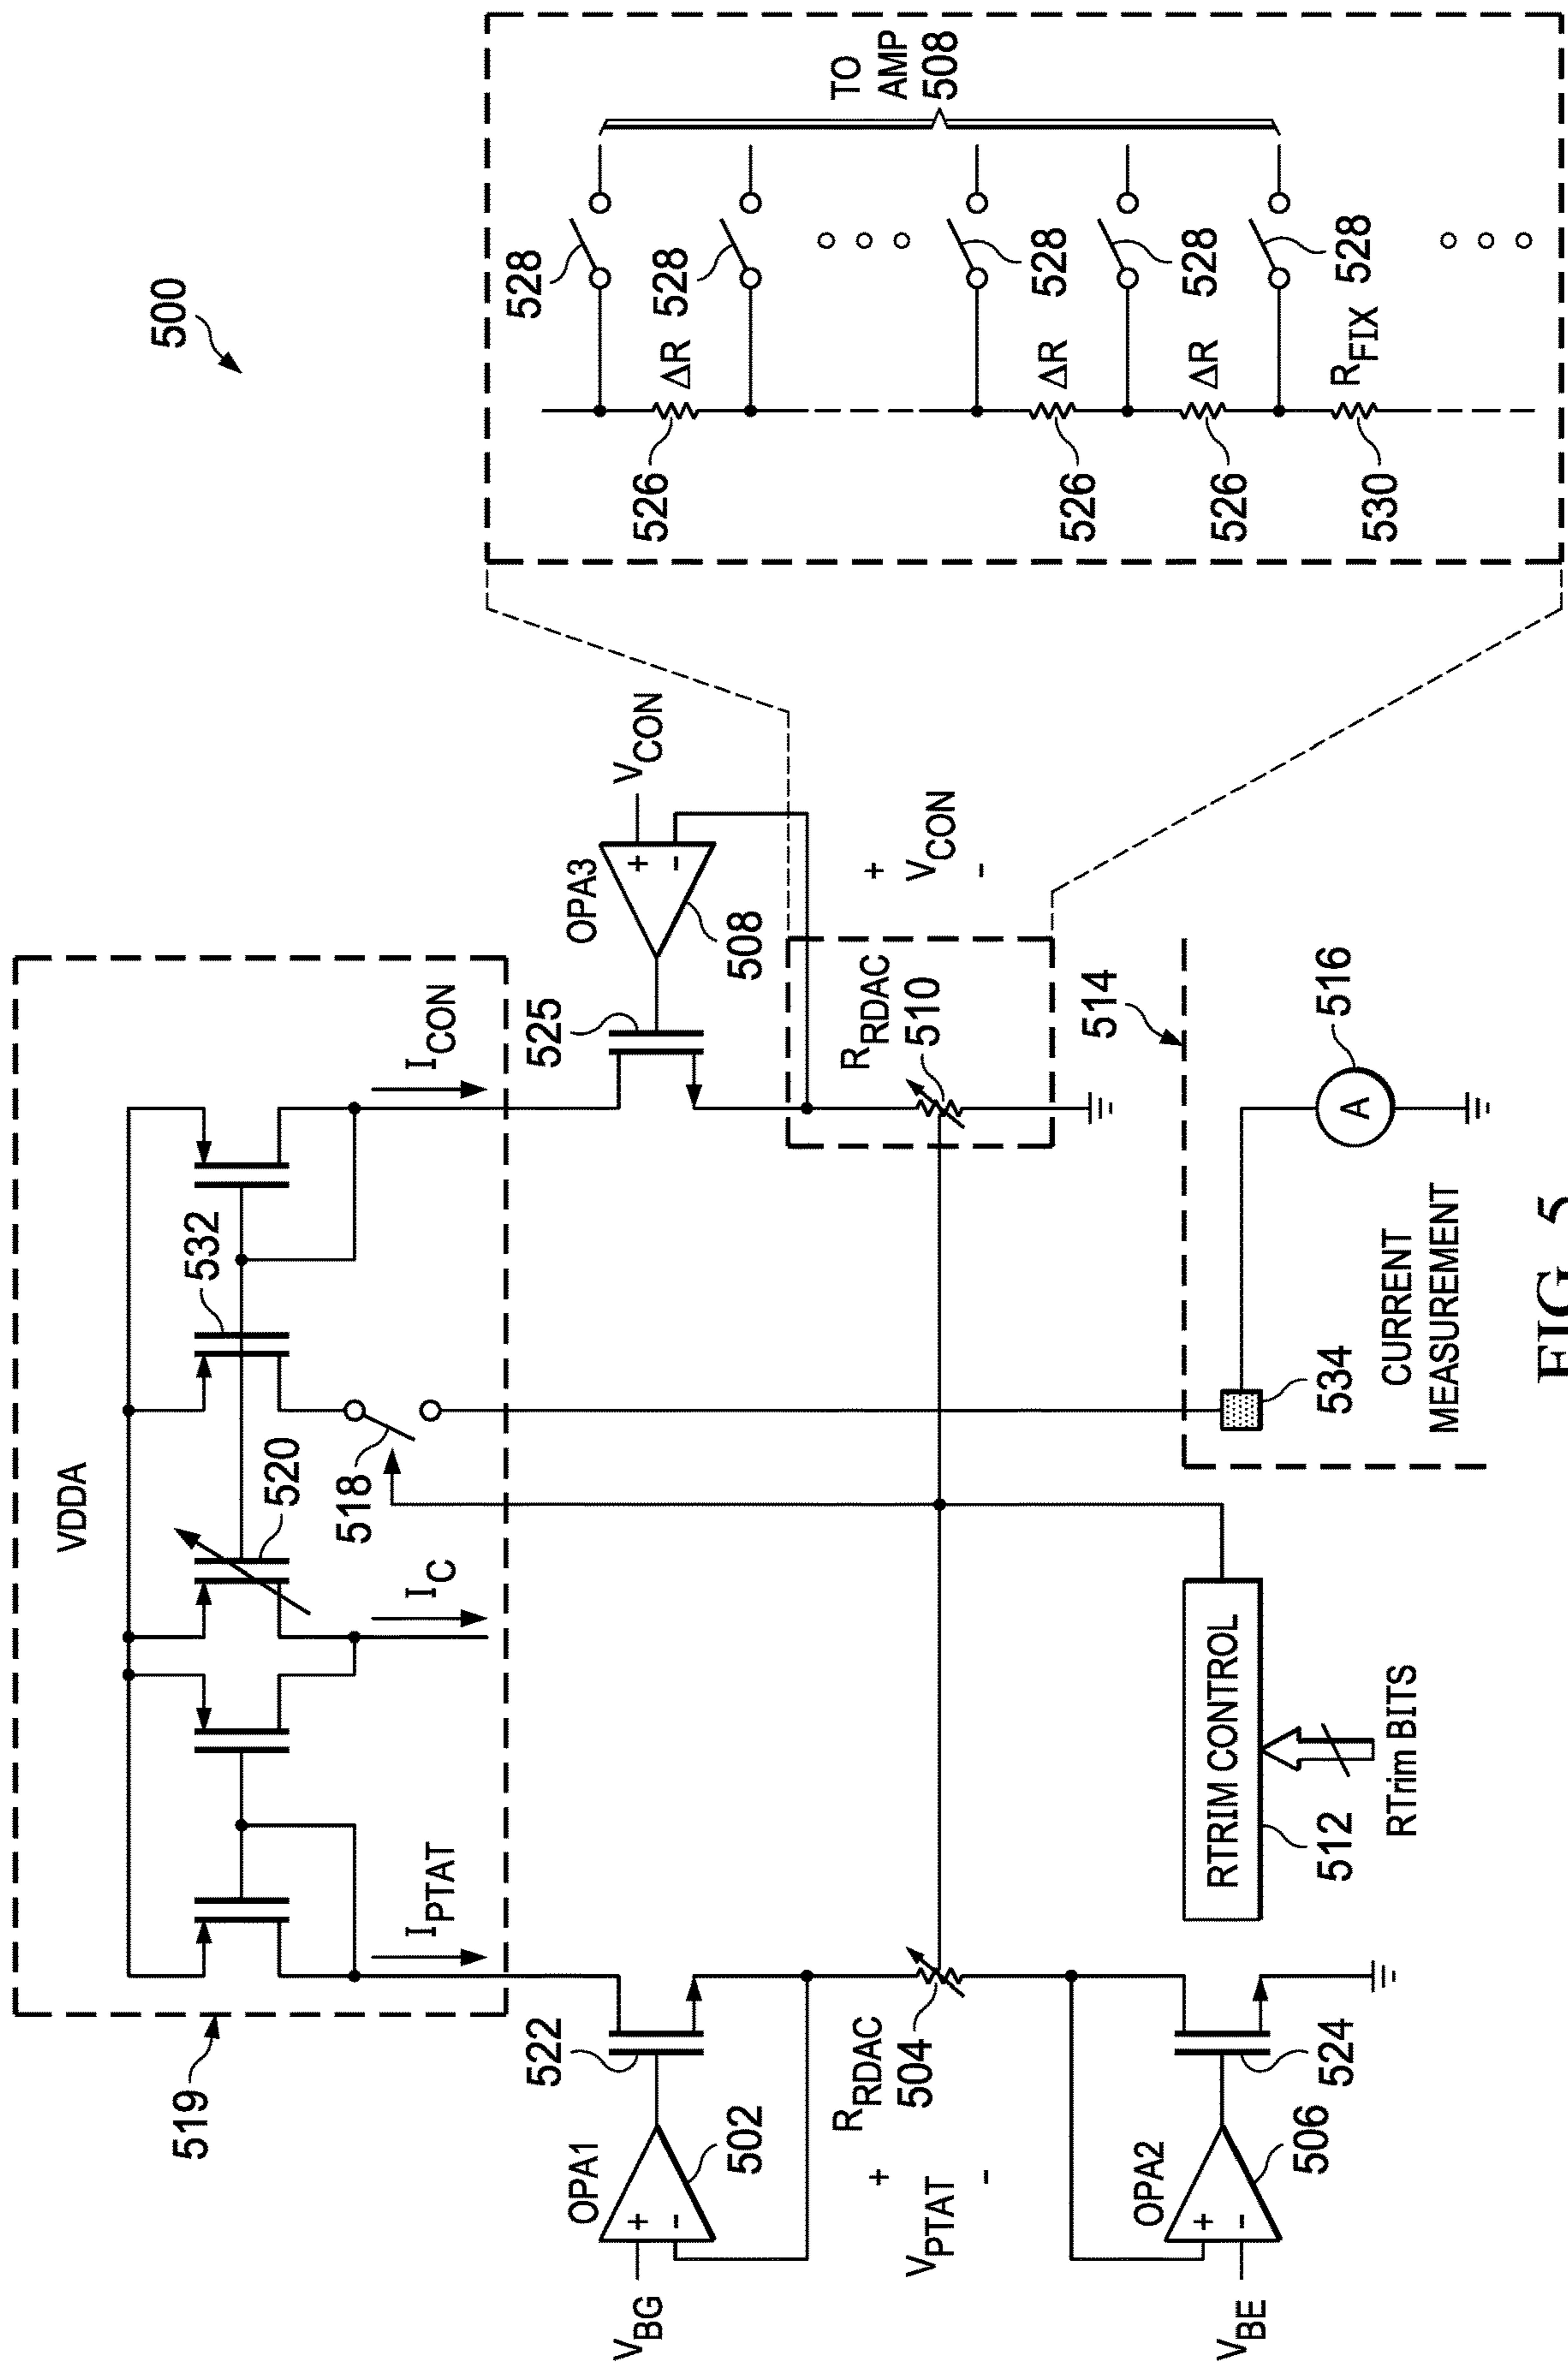 500
519
VDDA
I_PTAT
I_C
520
518
532
I_CON
V_BG
OPA1
+
-
502
522
525
OPA3
+
-
508
V_CON
+
V_PTAT
-
R_RDAC
504
R_RDAC
510
+
V_CON
-
V_BE
OPA2
+
-
506
524
RTRIM CONTROL
512
RTrim BITS
534
CURRENT
MEASUREMENT
514
A
516
528
528
528
528
528
TO
AMP
508
ΔR
ΔR
ΔR
R_FIX
526
526
526
530
FIG. 5